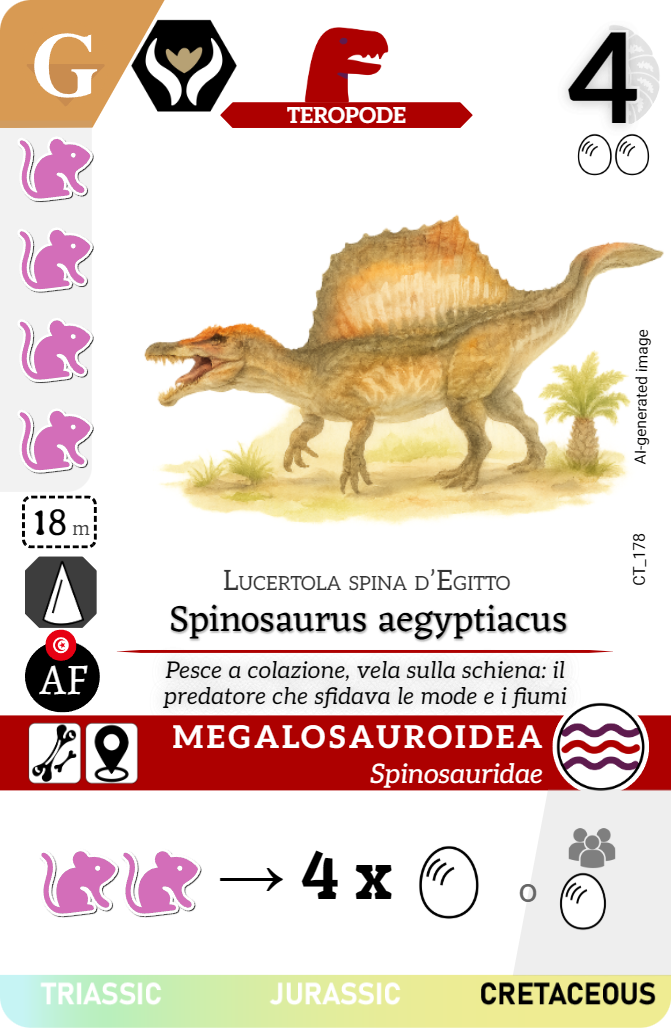 G
TEROPODE
4
18 m
AF
AI-generated image
CT_178
Lucertola spina d'Egitto
Spinosaurus aegyptiacus
Pesce a colazione, vela sulla schiena: il
predatore che sfidava le mode e i fiumi
MEGALOSAUROIDEA
Spinosauridae
→ 4 x
o
TRIASSIC JURASSIC CRETACEOUS